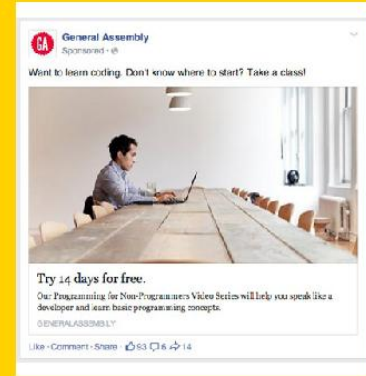 GA
General Assembly
Sponsored ·
Want to learn coding. Don't know where to start? Take a class!
Try 14 days for free.
Our Programming for Non-Programmers Video Series will help you speak like a
developer and learn basic programming concepts.
GENERALASSEMB.LY
Like · Comment · Share · 93 6 14